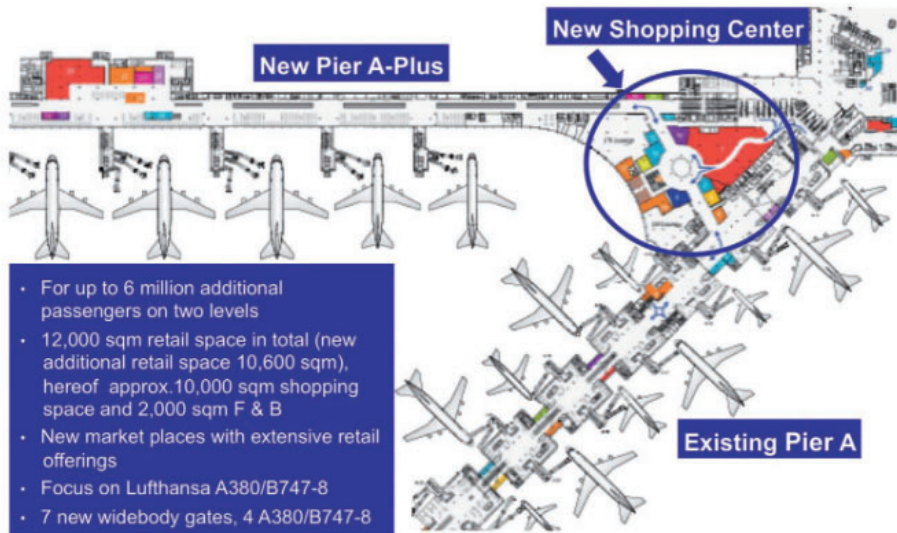 New Shopping Center
New Pier A-Plus
• For up to 6 million additional
passengers on two levels
• 12,000 sqm retail space in total (new
additional retail space 10,600 sqm),
hereof approx.10,000 sqm shopping
space and 2,000 sqm F & B
• New market places with extensive retail
offerings
• Focus on Lufthansa A380/B747-8
• 7 new widebody gates, 4 A380/B747-8
Existing Pier A